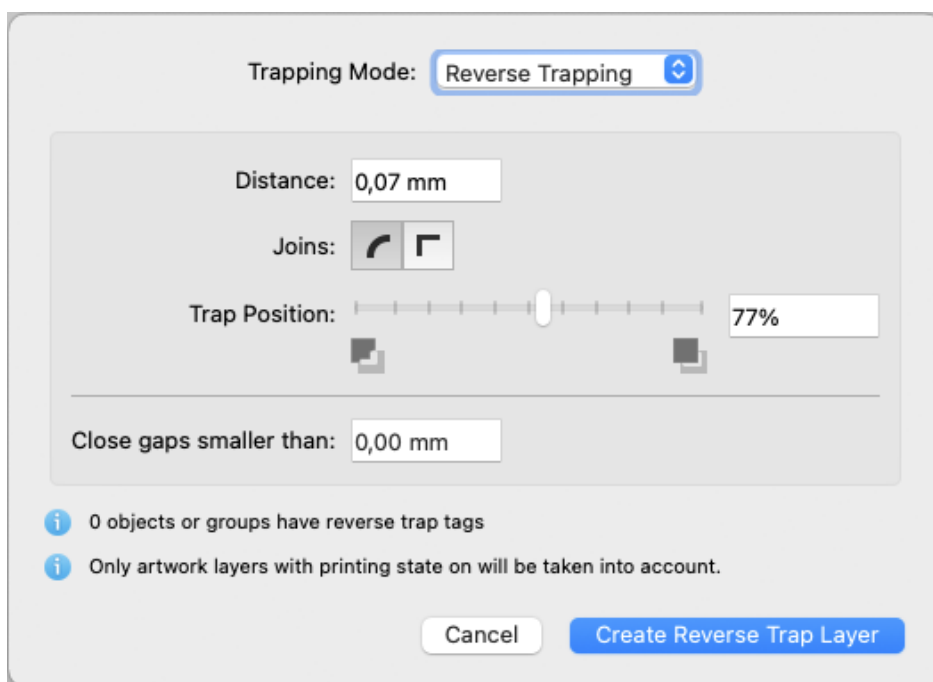 Trapping Mode: Reverse Trapping
Distance: 0,07 mm
Joins:
Trap Position: 77%
Close gaps smaller than: 0,00 mm
0 objects or groups have reverse trap tags
Only artwork layers with printing state on will be taken into account.
Cancel Create Reverse Trap Layer